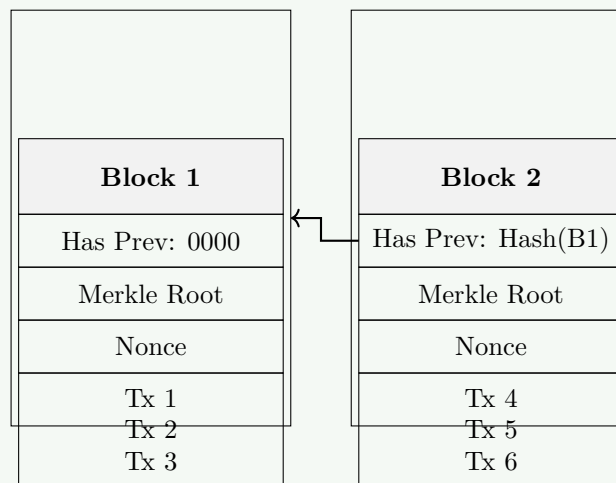 Block 1
Has Prev: 0000
Merkle Root
Nonce
Tx 1
Tx 2
Tx 3
Block 2
Has Prev: Hash(B1)
Merkle Root
Nonce
Tx 4
Tx 5
Tx 6